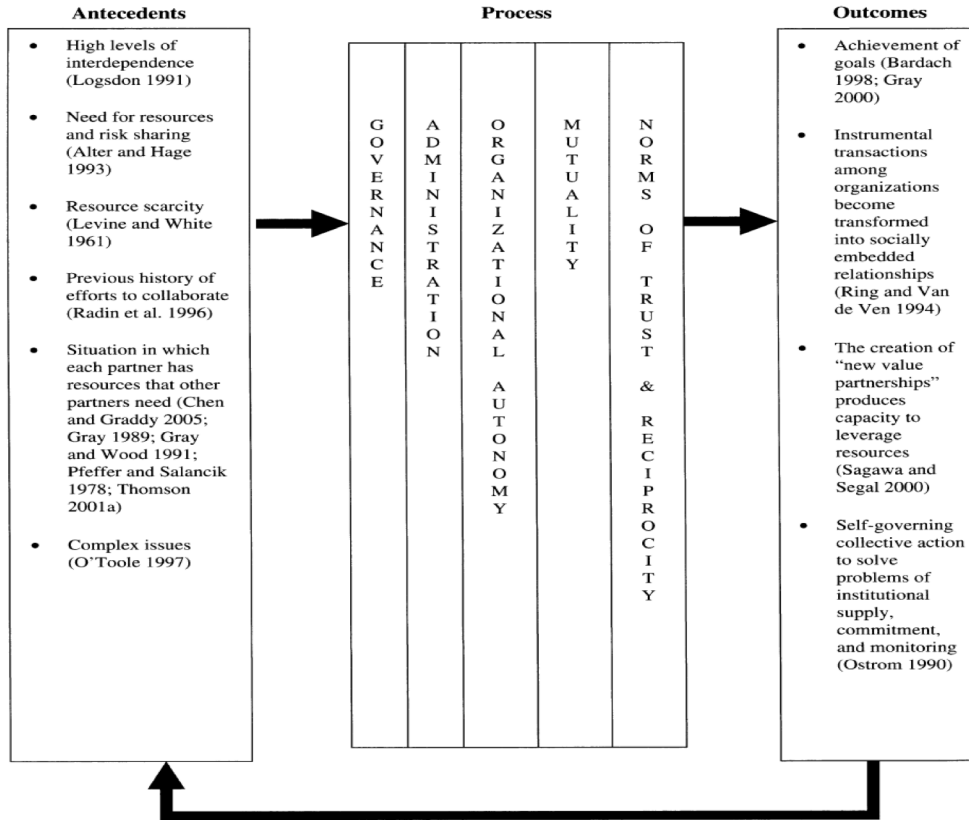 Antecedents
• High levels of
interdependence
(Logsdon 1991)
• Need for resources
and risk sharing
(Alter and Hage
1993)
• Resource scarcity
(Levine and White
1961)
• Previous history of
efforts to collaborate
(Radin et al. 1996)
• Situation in which
each partner has
resources that other
partners need (Chen
and Graddy 2005;
Gray 1989; Gray
and Wood 1991;
Pfeffer and Salancik
1978; Thomson
2001a)
• Complex issues
(O'Toole 1997)
Process
GOVERNANCE
ADMINISTRATION
ORGANIZATIONAL AUTONOMY
MUTUALITY
NORMS OF TRUST & RECIPROCITY
Outcomes
• Achievement of
goals (Bardach
1998; Gray
2000)
• Instrumental
transactions
among
organizations
become
transformed
into socially
embedded
relationships
(Ring and Van
de Ven 1994)
• The creation of
“new value
partnerships”
produces
capacity to
leverage
resources
(Sagawa and
Segal 2000)
• Self-governing
collective action
to solve
problems of
institutional
supply,
commitment,
and monitoring
(Ostrom 1990)